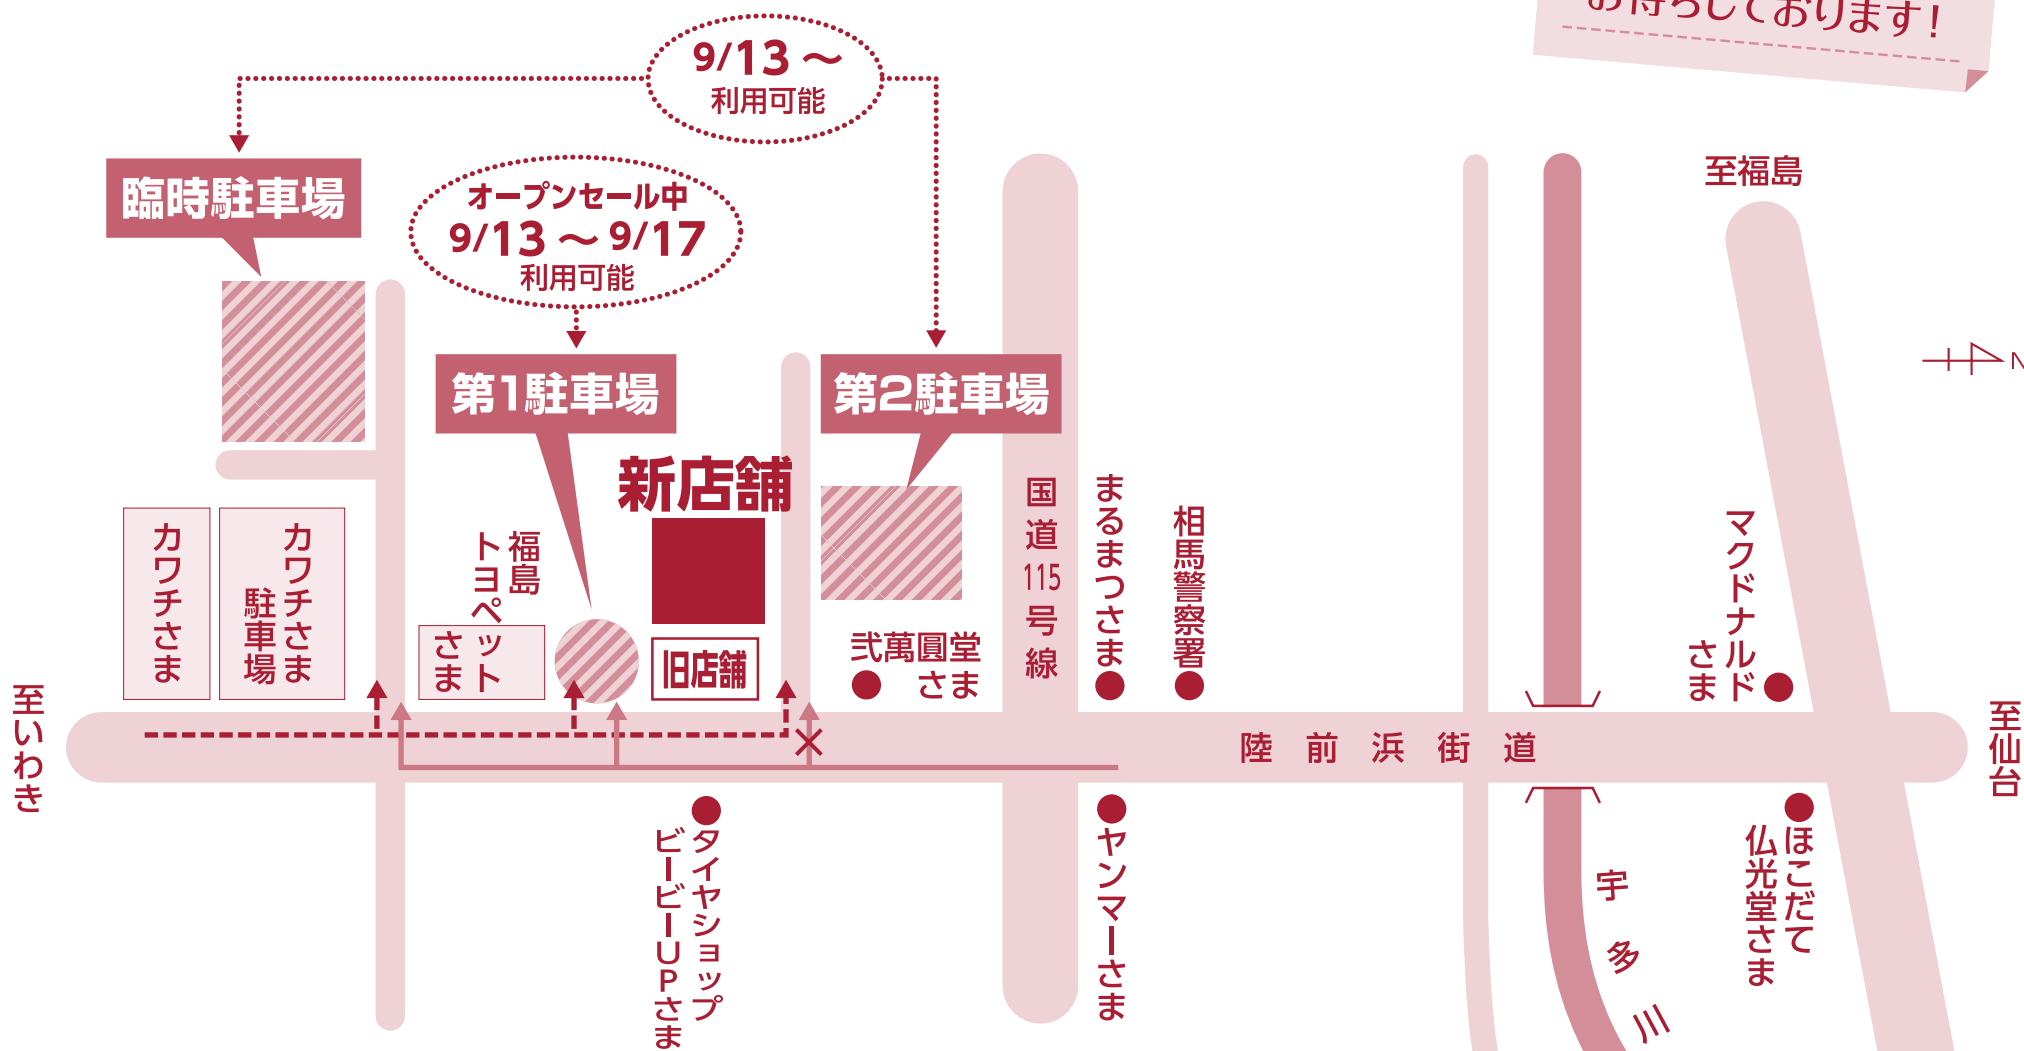 お待ちしております！
9/13 ～
利用可能
オープンセール中
9/13 ～ 9/17
利用可能
臨時駐車場
第1駐車場
第2駐車場
至福島
N
新店舗
旧店舗
カワチさま
カワチさま
駐車場
福島
トヨペット
さま
弐萬圓堂
さま
国道115号線
まるまつさま
相馬警察署
マクドナルド
さま
至いわき
至仙台
陸前浜街道
タイヤショップ
ビービーUPさま
ヤンマーさま
宇多川
ほこだて
仏光堂さま